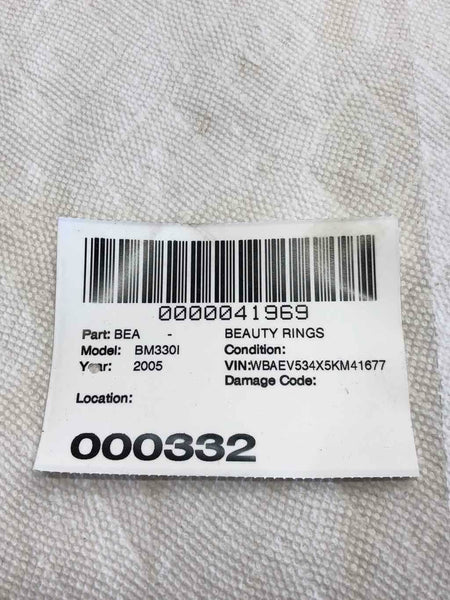 0000041969
Part: BEA - BEAUTY RINGS
Model: BM330I Condition:
Year: 2005 VIN:WBAEV534X5KM41677
Damage Code:
Location:
000332